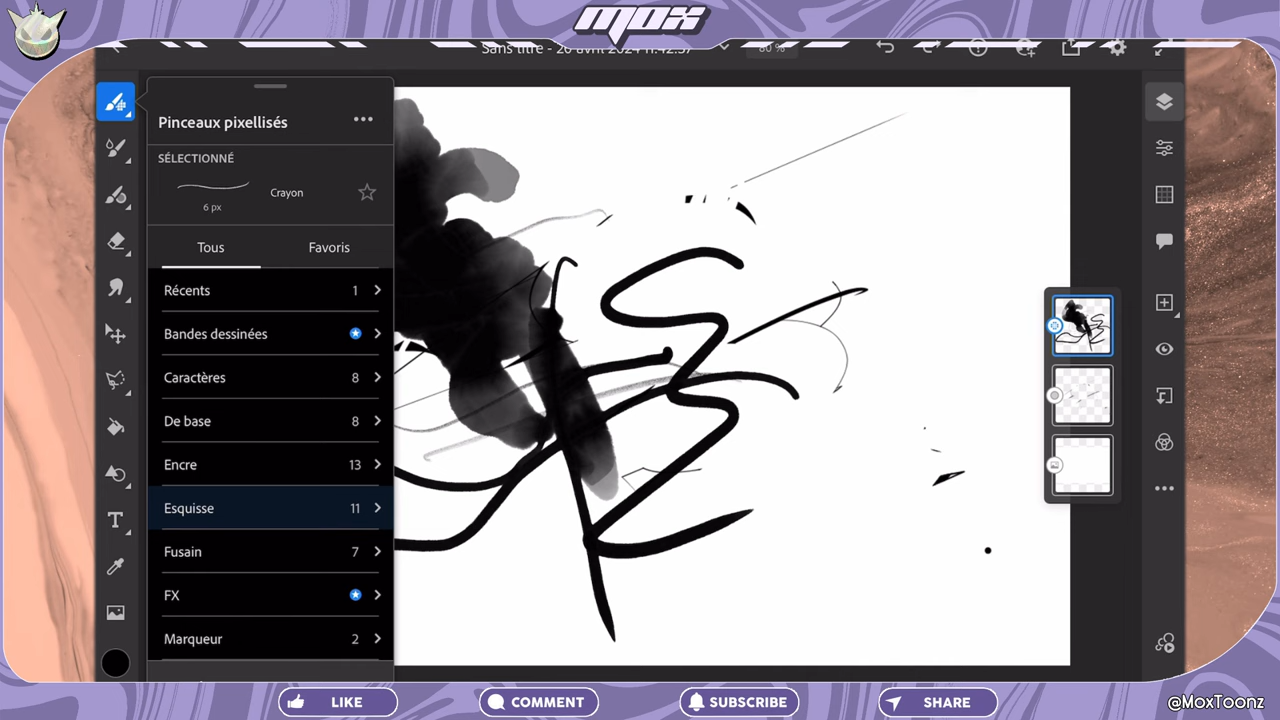 MOX
Sans titre - 26 avril 2024 11:42:37
80 %
Pinceaux pixellisés
SÉLECTIONNÉ
Crayon
6 px
Tous
Favoris
Récents 1
Bandes dessinées
Caractères 8
De base 8
Encre 13
Esquisse 11
Fusain 7
FX
Marqueur 2
T
LIKE
COMMENT
SUBSCRIBE
SHARE
@MoxToonz